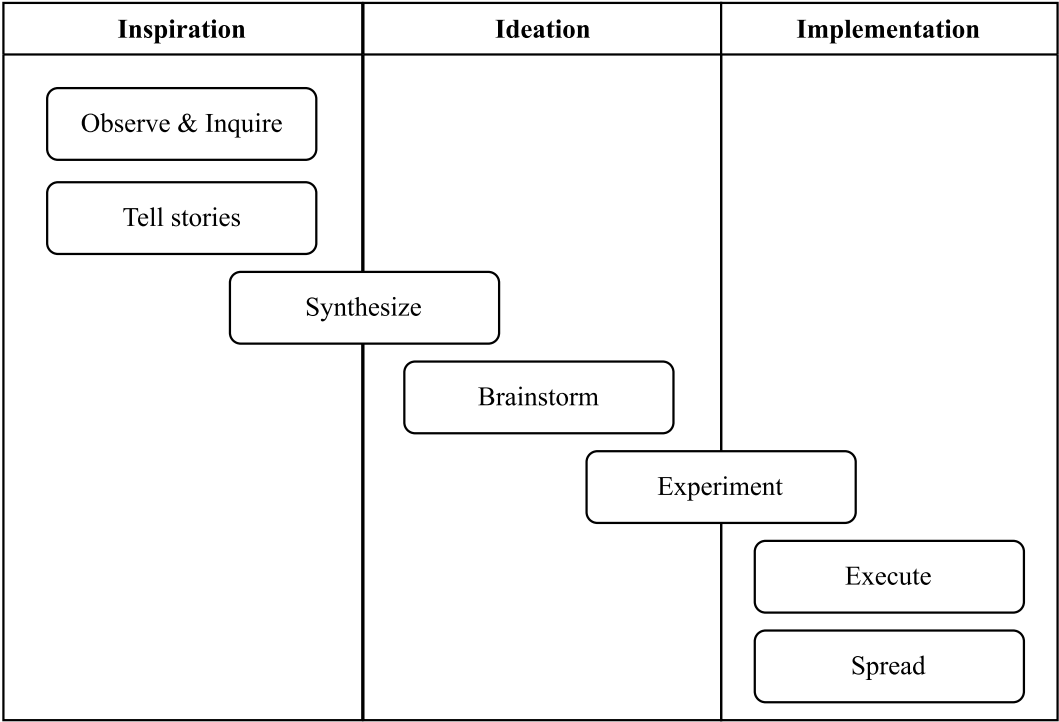 Inspiration
Ideation
Implementation
Observe & Inquire
Tell stories
Synthesize
Brainstorm
Experiment
Execute
Spread